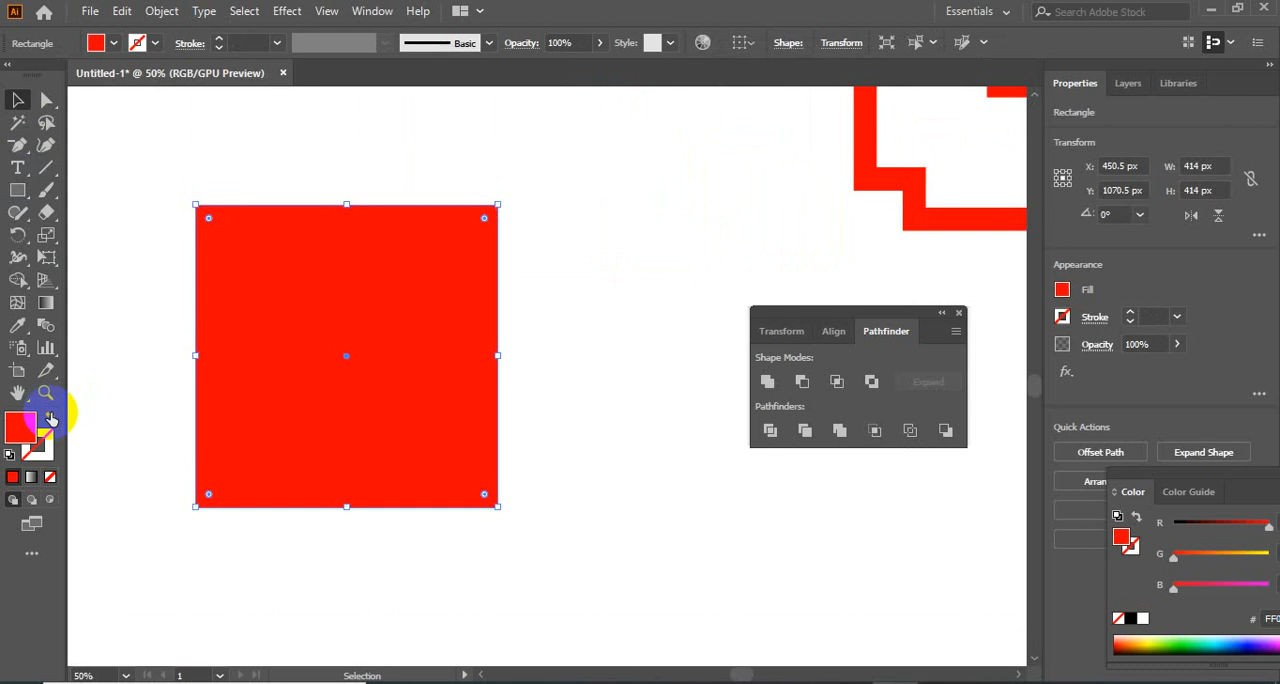 Ai File Edit Object Type Select Effect View Window Help Essentials Search Adobe Stock
Rectangle Stroke: Basic Opacity: 100% Style: Shape: Transform
Untitled-1* @ 50% (RGB/GPU Preview)
Properties Layers Libraries
Rectangle
Transform
X: 450.5 px W: 414 px
Y: 1070.5 px H: 414 px
0°
Appearance
Fill
Stroke
Opacity 100%
fx.
Quick Actions
Offset Path Expand Shape
Transform Align Pathfinder
Shape Modes:
Expand
Pathfinders:
Color Color Guide
R
G
B
# FF0
T
50% 1 Selection